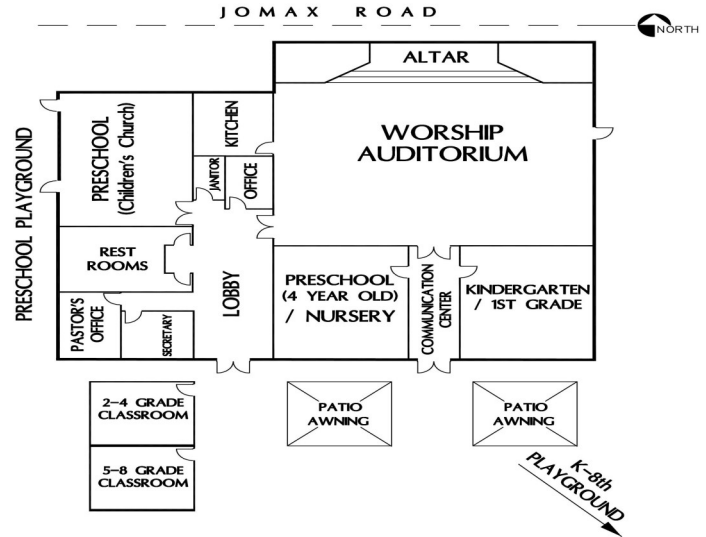 JOMAX ROAD
NORTH
ALTAR
WORSHIP
AUDITORIUM
KITCHEN
JANITOR
OFFICE
PRESCHOOL
(Children's Church)
PRESCHOOL PLAYGROUND
REST
ROOMS
LOBBY
PASTOR'S
OFFICE
SECRETARY
PRESCHOOL
(4 YEAR OLD)
/ NURSERY
COMMUNICATION
CENTER
KINDERGARTEN
/ 1ST GRADE
2-4 GRADE
CLASSROOM
5-8 GRADE
CLASSROOM
PATIO
AWNING
PATIO
AWNING
K-8th
PLAYGROUND